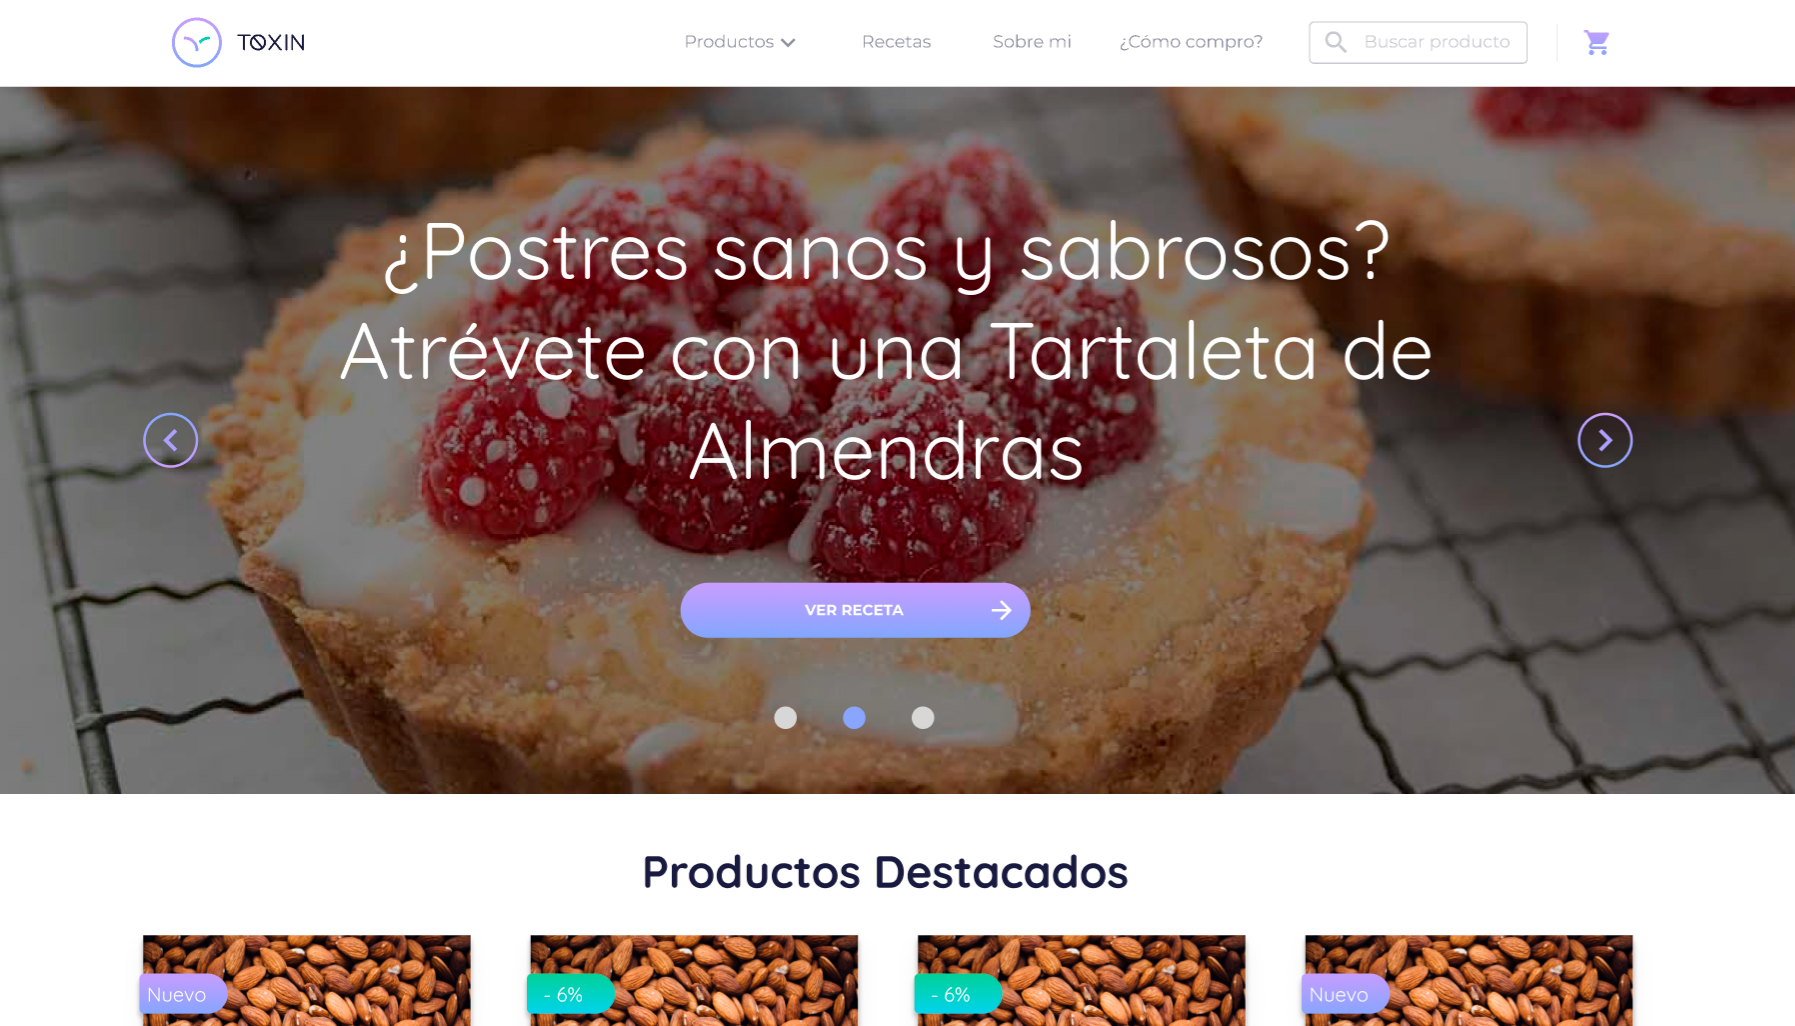 TOXIN
Productos
Recetas
Sobre mi
¿Cómo compro?
Buscar producto
¿Postres sanos y sabrosos?
Atrévete con una Tartaleta de
Almendras
VER RECETA
Productos Destacados
Nuevo
- 6%
- 6%
Nuevo